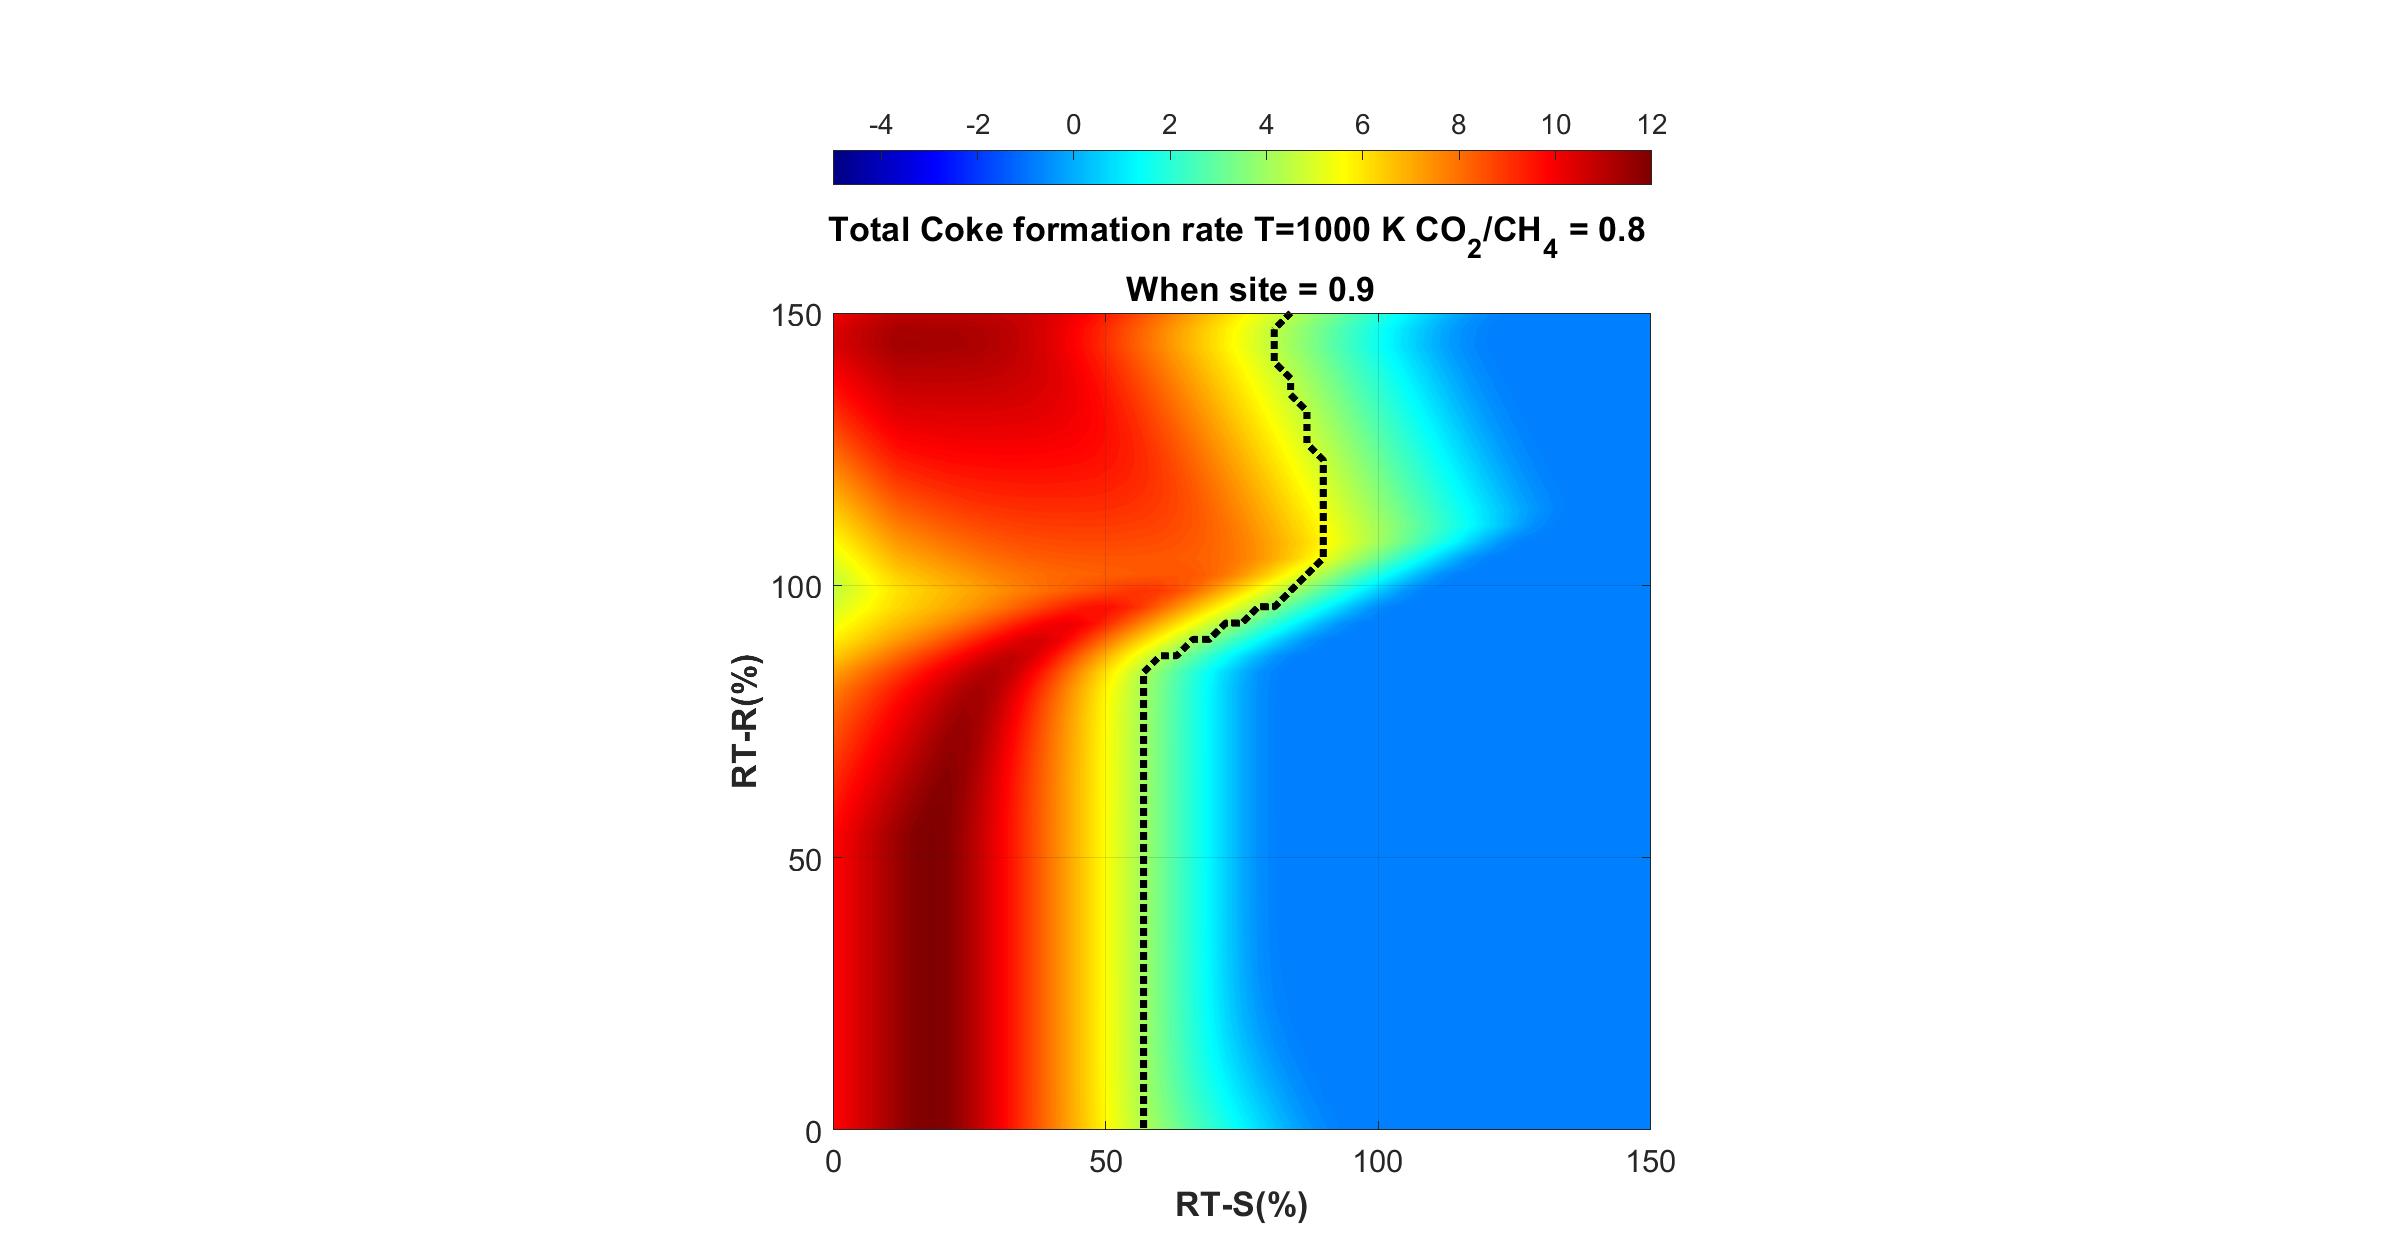 -4 -2 0 2 4 6 8 10 12
Total Coke formation rate T=1000 K CO2/CH4 = 0.8
When site = 0.9
150
100
50
0
RT-R(%)
0 50 100 150
RT-S(%)